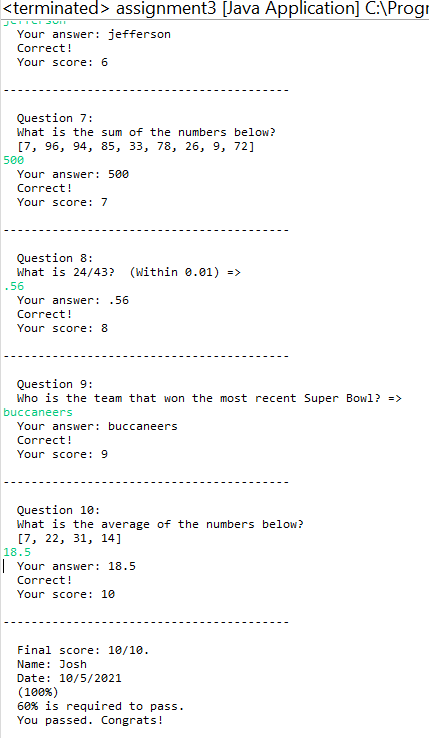 <terminated> assignment3 [Java Application] C:\Progr
jefferson
Your answer: jefferson
Correct!
Your score: 6
-----------------------------------------
Question 7:
What is the sum of the numbers below?
[7, 96, 94, 85, 33, 78, 26, 9, 72]
500
Your answer: 500
Correct!
Your score: 7
-----------------------------------------
Question 8:
What is 24/43?  (Within 0.01) =>
.56
Your answer: .56
Correct!
Your score: 8
-----------------------------------------
Question 9:
Who is the team that won the most recent Super Bowl? =>
buccaneers
Your answer: buccaneers
Correct!
Your score: 9
-----------------------------------------
Question 10:
What is the average of the numbers below?
[7, 22, 31, 14]
18.5
Your answer: 18.5
Correct!
Your score: 10
-----------------------------------------
Final score: 10/10.
Name: Josh
Date: 10/5/2021
(100%)
60% is required to pass.
You passed. Congrats!